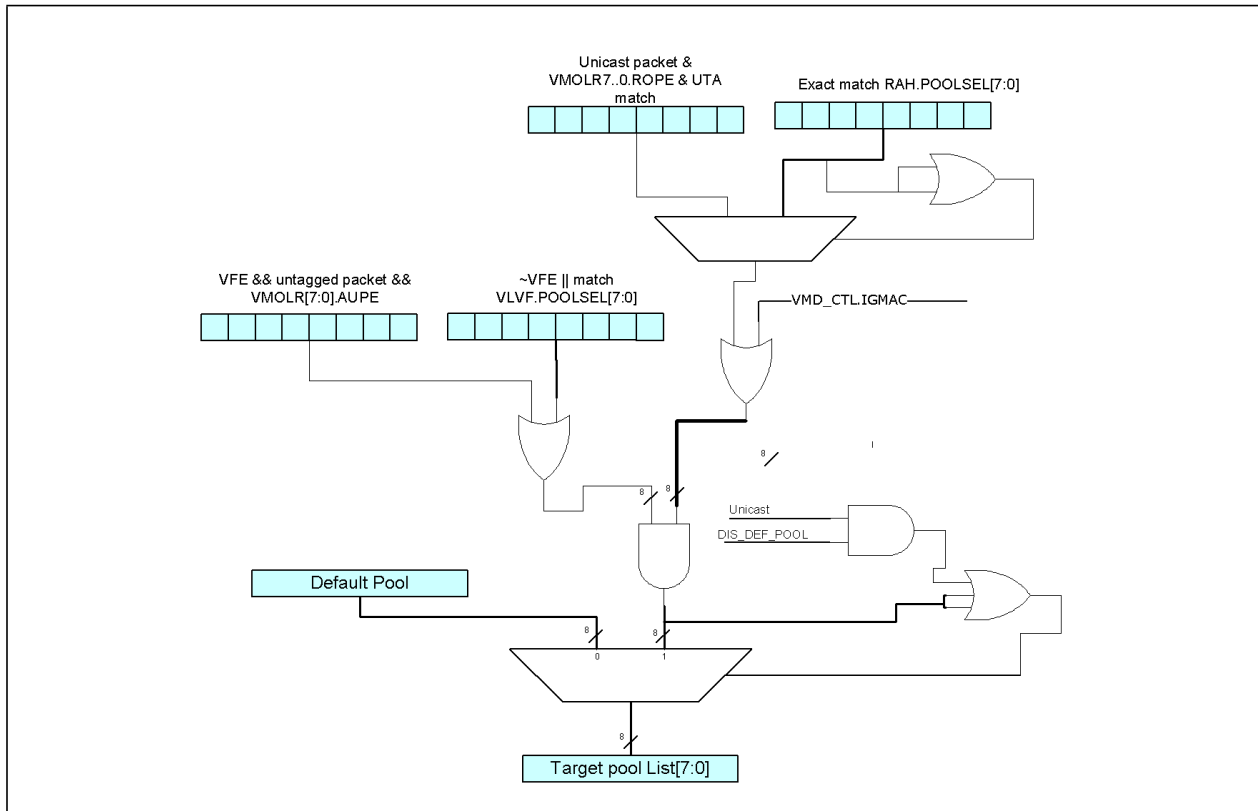 Unicast packet &
VMOLR7..0.ROPE & UTA
match
Exact match RAH.POOLSEL[7:0]
VFE && untagged packet &&
VMOLR[7:0].AUPE
~VFE || match
VLVF.POOLSEL[7:0]
VMD_CTL.IGMAC
8
8
8
Unicast
DIS_DEF_POOL
Default Pool
8
8
0
1
8
Target pool List[7:0]